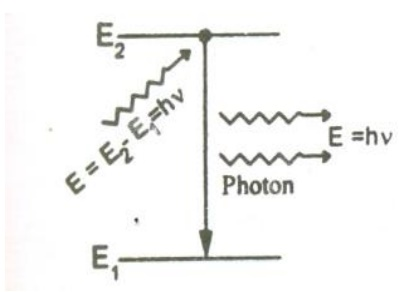 E₂
E = E₂- E₁=hν
E =hν
Photon
E₁